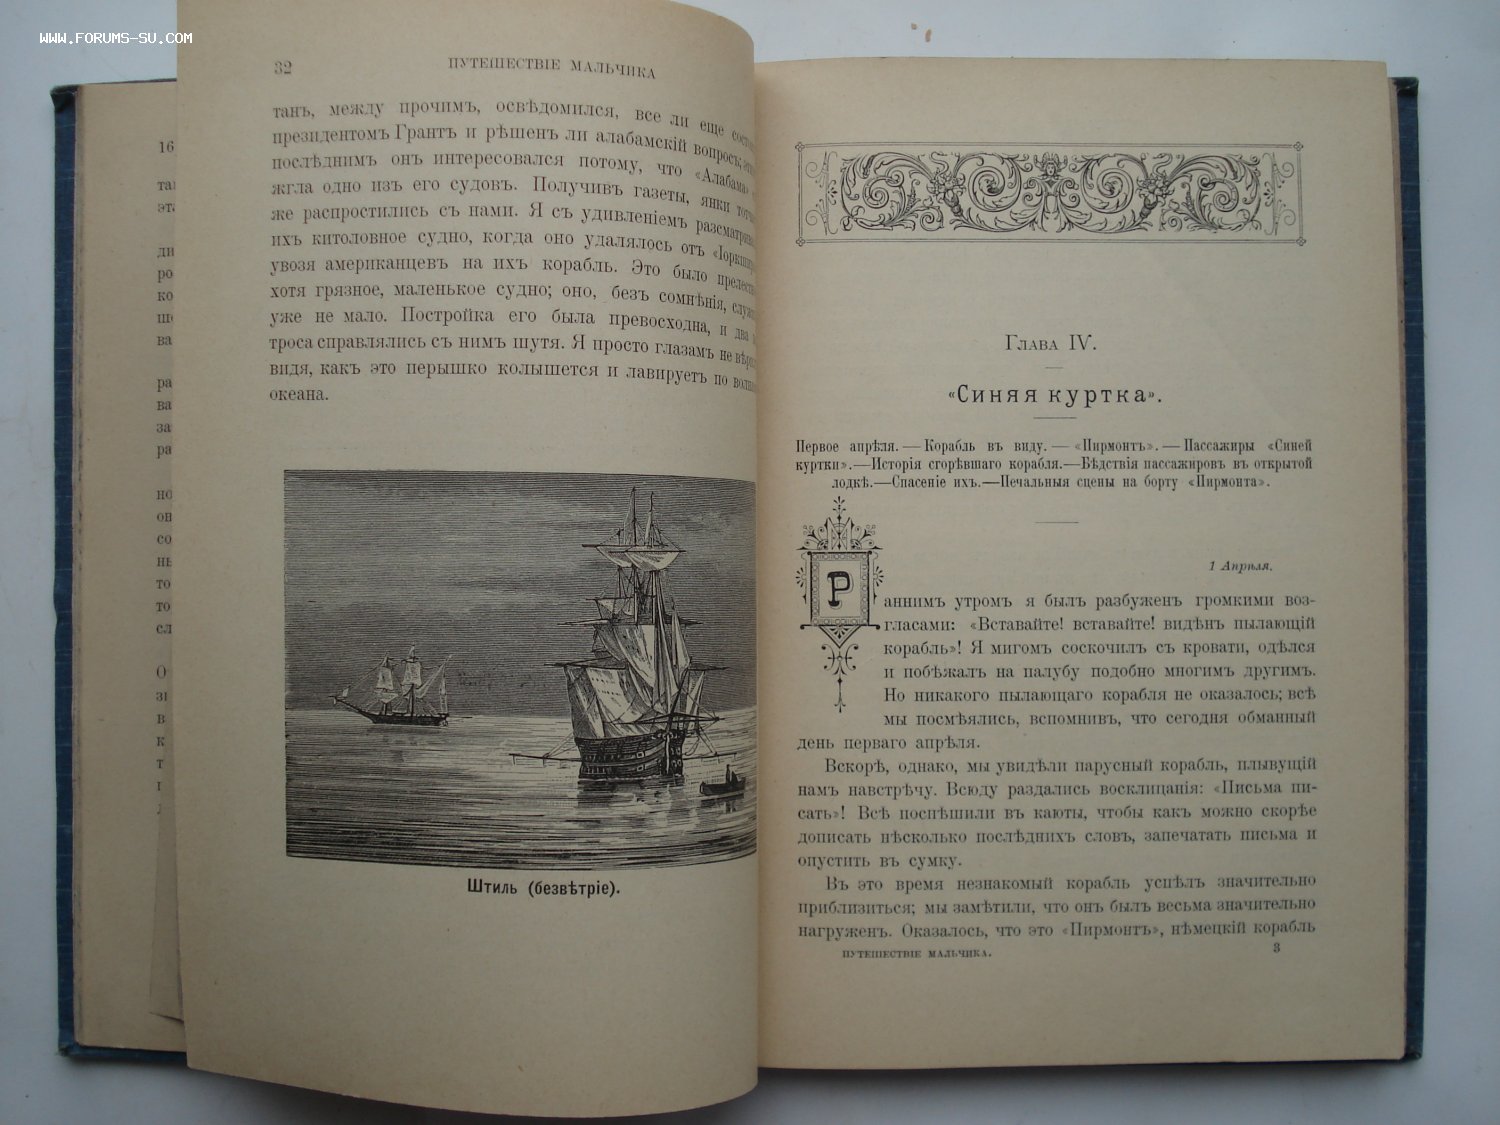 WWW.FORUMS-SU.COM
32 ПУТЕШЕСТВІЕ МАЛЬЧИКА
танъ, между прочимъ, освѣдомился, все ли еще
президентомъ Грантъ и рѣшенъ ли алабамскій вопросъ;
послѣднимъ онъ интересовался потому, что «Алабама»
жгла одно изъ его судовъ. Получивъ газеты, янки
же распростились съ нами. Я съ удивленіемъ
ихъ китоловное судно, когда оно удалялось отъ
увозя американцевъ на ихъ корабль. Это было
хотя грязное, маленькое судно; оно, безъ сомнѣнія,
уже не мало. Постройка его была превосходна, и два
троса справлялись съ нимъ шутя. Я просто глазамъ не
видя, какъ это перышко колышется и лавируетъ по
океана.
Штиль (безвѣтріе).
16
Глава IV.
«Синяя куртка».
Первое апрѣля. — Корабль въ виду. — «Пирмонтъ». — Пассажиры «Синей
куртки».—Исторія сгорѣвшаго корабля.—Бѣдствія пассажировъ въ открытой
лодкѣ.—Спасеніе ихъ.—Печальныя сцены на борту «Пирмонта».
1 Апрѣля.
Раннимъ утромъ я былъ разбуженъ громкими воз-
гласами: «Вставайте! вставайте! видѣнъ пылающій
корабль»! Я мигомъ соскочилъ съ кровати, одѣлся
и побѣжалъ на палубу подобно многимъ другимъ.
Но никакого пылающаго корабля не оказалось; всѣ
мы посмѣялись, вспомнивъ, что сегодня обманный
день перваго апрѣля.
Вскорѣ, однако, мы увидѣли парусный корабль, плывущій
намъ навстрѣчу. Всюду раздались восклицанія: «Письма пи-
сать»! Всѣ поспѣшили въ каюты, чтобы какъ можно скорѣе
дописать нѣсколько послѣднихъ словъ, запечатать письма и
опустить въ сумку.
Въ это время незнакомый корабль успѣлъ значительно
приблизиться; мы замѣтили, что онъ былъ весьма значительно
нагруженъ. Оказалось, что это «Пирмонтъ», нѣмецкій корабль
ПУТЕШЕСТВІЕ МАЛЬЧИКА. 3